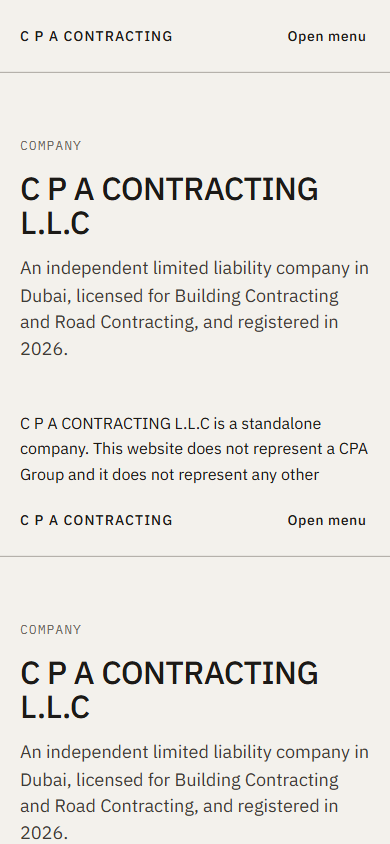 C P A CONTRACTING
Open menu
COMPANY
C P A CONTRACTING
L.L.C
An independent limited liability company in
Dubai, licensed for Building Contracting
and Road Contracting, and registered in
2026.
C P A CONTRACTING L.L.C is a standalone
company. This website does not represent a CPA
Group and it does not represent any other
C P A CONTRACTING
Open menu
COMPANY
C P A CONTRACTING
L.L.C
An independent limited liability company in
Dubai, licensed for Building Contracting
and Road Contracting, and registered in
2026.